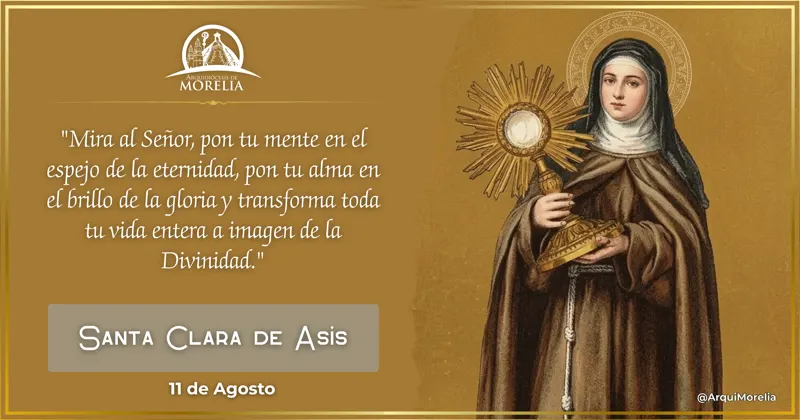 ARQUIDIÓCESIS DE
MORELIA
"Mira al Señor, pon tu mente en el
espejo de la eternidad, pon tu alma en
el brillo de la gloria y transforma toda
tu vida entera a imagen de la
Divinidad."
Santa Clara de Asís
11 de Agosto
@ArquiMorelia